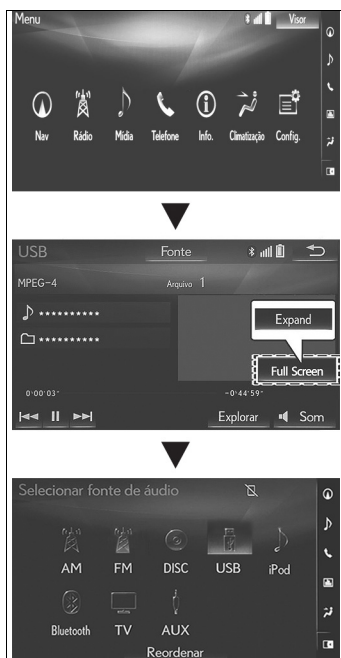 Menu Visor
Nav Rádio Mídia Telefone Info. Climatização Config.
USB Fonte
MPEG-4 Arquivo 1
**********
**********
Expand
Full Screen
0'00'03" -0'44'59"
Explorar Som
Selecionar fonte de áudio
AM FM DISC USB iPod
Bluetooth TV AUX
Reordenar